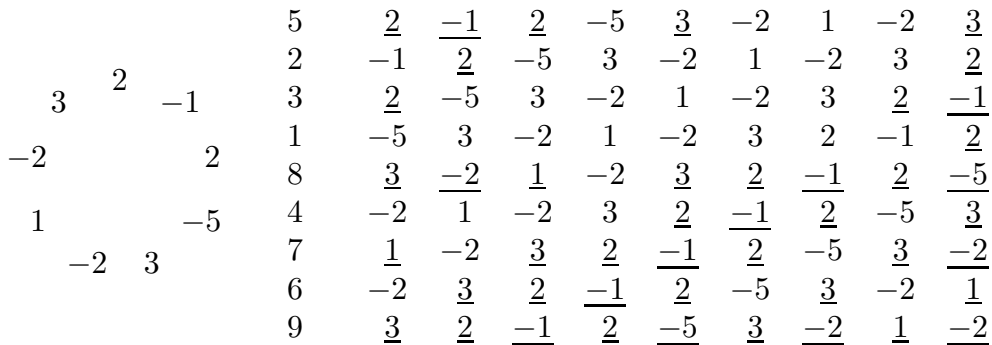 5 2 −1 2 −5 3 −2 1 −2 3
2 −1 2 −5 3 −2 1 −2 3 2
3 2 −5 3 −2 1 −2 3 2 −1
1 −5 3 −2 1 −2 3 2 −1 2
8 3 −2 1 −2 3 2 −1 2 −5
4 −2 1 −2 3 2 −1 2 −5 3
7 1 −2 3 2 −1 2 −5 3 −2
6 −2 3 2 −1 2 −5 3 −2 1
9 3 2 −1 2 −5 3 −2 1 −2
2
3 −1
−2 2
1 −5
−2 3